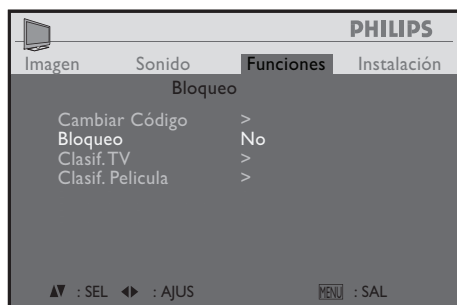 PHILIPS
Imagen Sonido Funciones Instalación
Bloqueo
Cambiar Código >
Bloqueo No
Clasif. TV >
Clasif. Pelicula >
: SEL : AJUS MENU : SAL